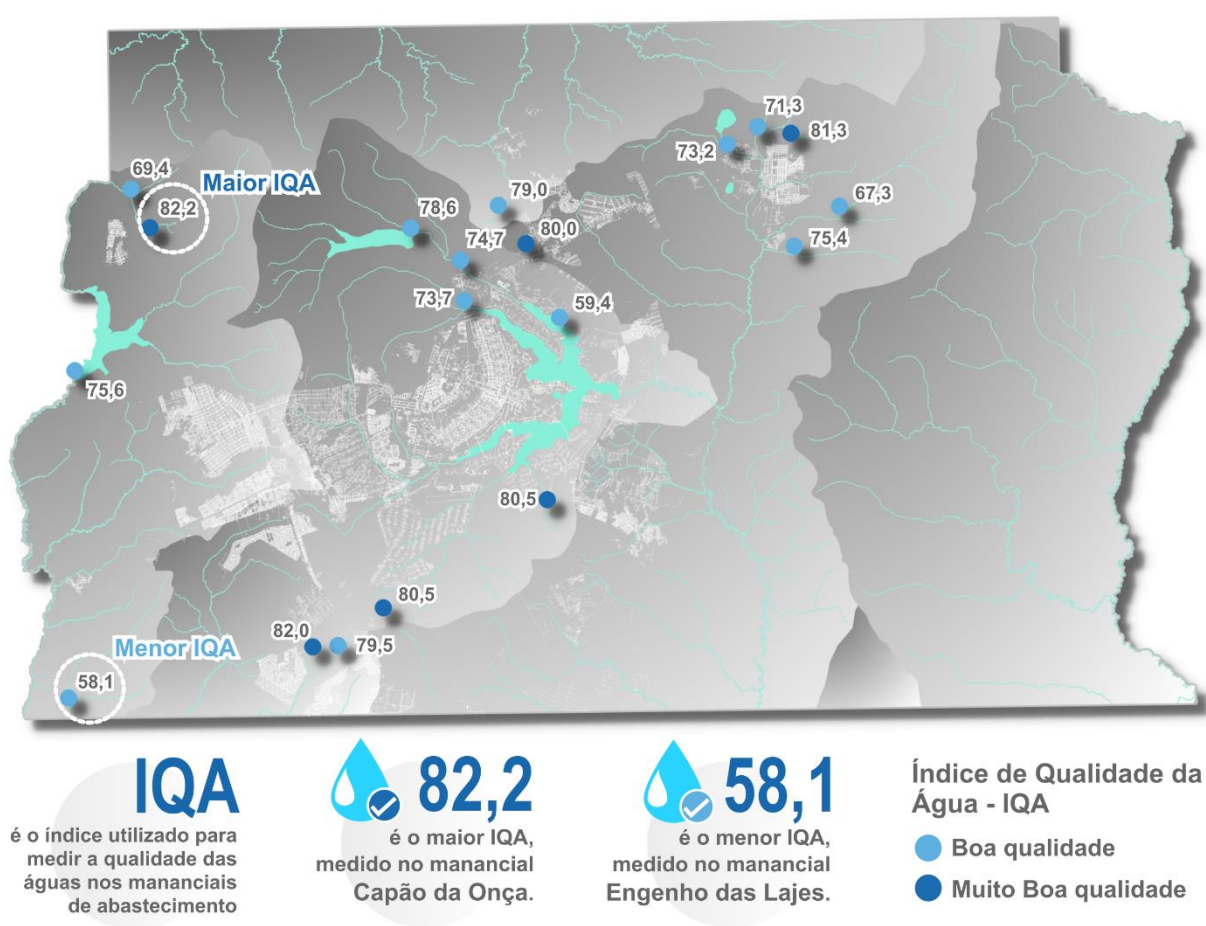 71,3
81,3
73,2
69,4
Maior IQA
82,2
79,0
67,3
78,6
80,0
74,7
75,4
73,7
59,4
75,6
80,5
80,5
82,0
79,5
Menor IQA
58,1
IQA
é o índice utilizado para
medir a qualidade das
águas nos mananciais
de abastecimento
82,2
é o maior IQA,
medido no manancial
Capão da Onça.
58,1
é o menor IQA,
medido no manancial
Engenho das Lajes.
Índice de Qualidade da
Água - IQA
Boa qualidade
Muito Boa qualidade